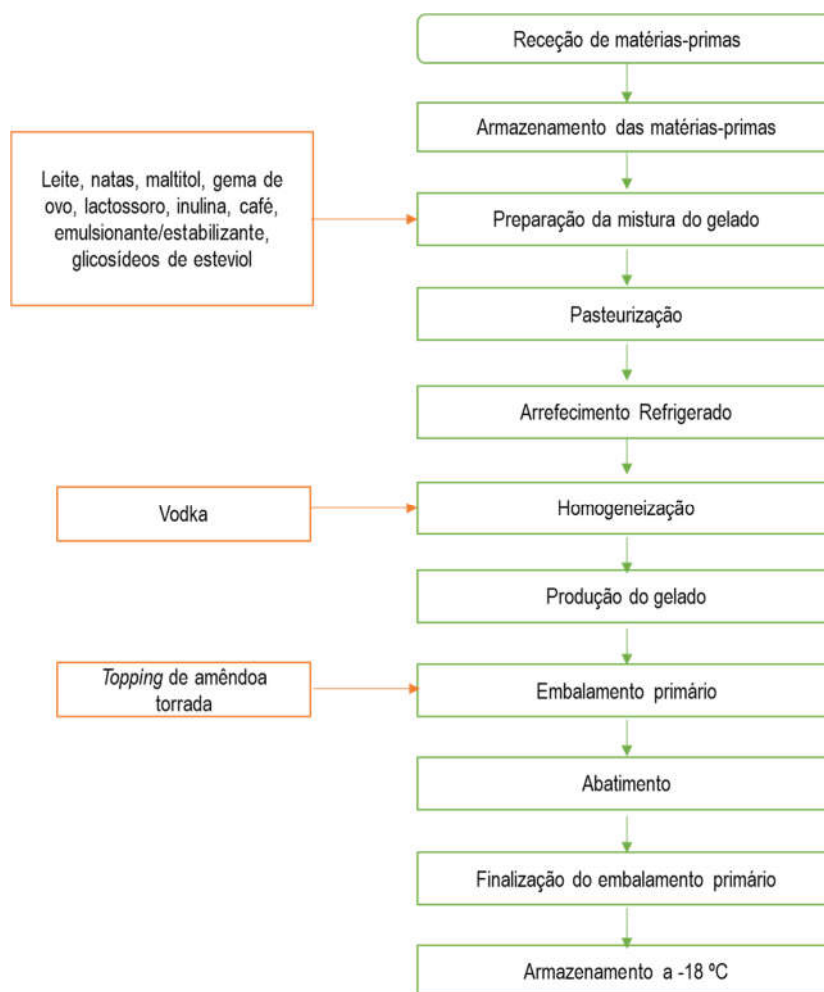 Receção de matérias-primas
Armazenamento das matérias-primas
Leite, natas, maltitol, gema de
ovo, lactossoro, inulina, café,
emulsionante/estabilizante,
glicosídeos de esteviol
Preparação da mistura do gelado
Pasteurização
Arrefecimento Refrigerado
Vodka
Homogeneização
Produção do gelado
Topping de amêndoa
torrada
Embalamento primário
Abatimento
Finalização do embalamento primário
Armazenamento a -18 ºC